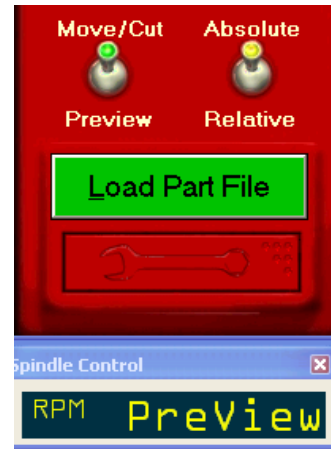 Move/Cut Absolute
Preview Relative
Load Part File
Spindle Control
RPM PreView